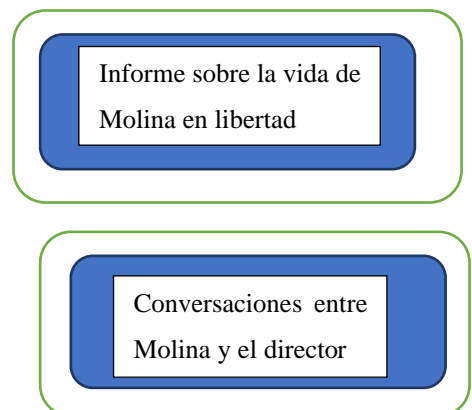 Informe sobre la vida de
Molina en libertad
Conversaciones entre
Molina y el director